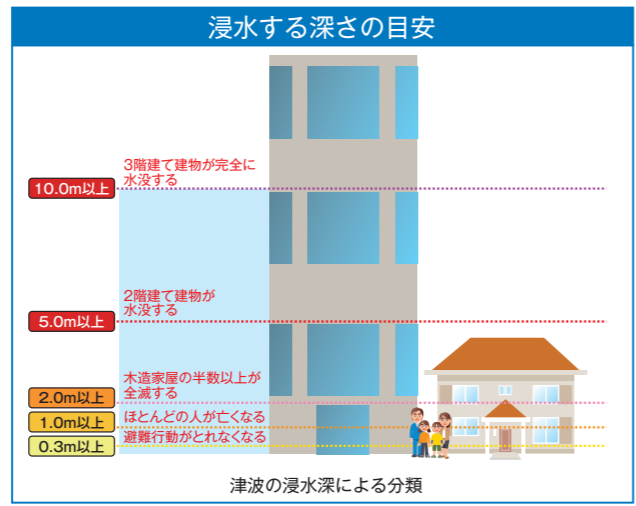 浸水する深さの目安
10.0m以上
3階建て建物が完全に
水没する
5.0m以上
2階建て建物が
水没する
2.0m以上
木造家屋の半数以上が
全滅する
1.0m以上
ほとんどの人が亡くなる
0.3m以上
避難行動がとれなくなる
津波の浸水深による分類